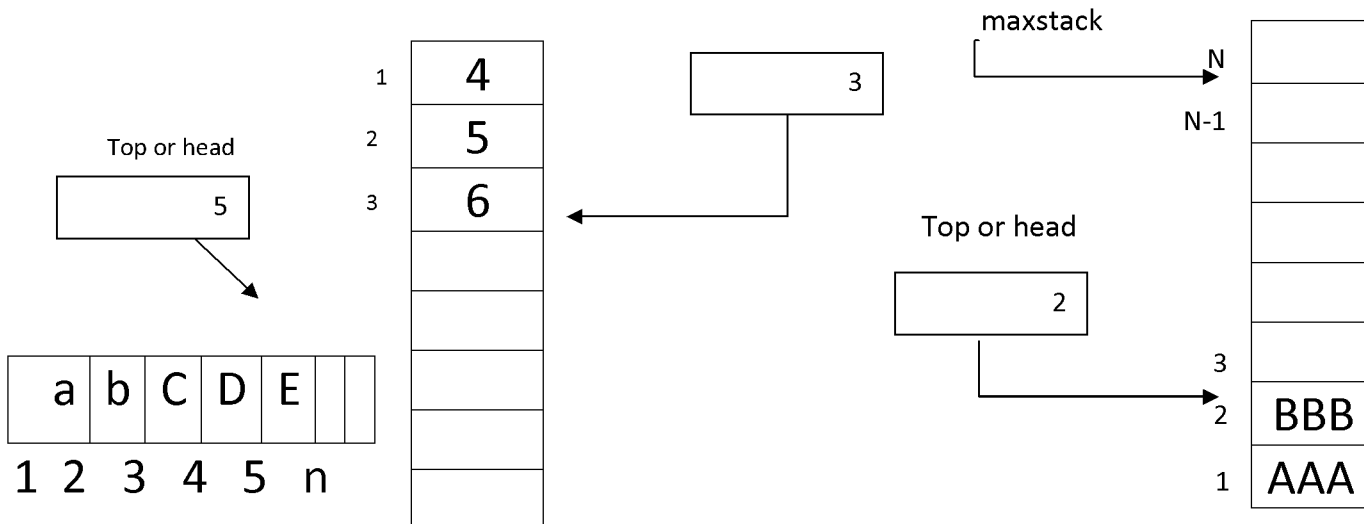 Top or head
5
a b C D E
1 2 3 4 5 n
1 4
2 5
3 6
3
maxstack
N
N-1
Top or head
2
3
2 BBB
1 AAA